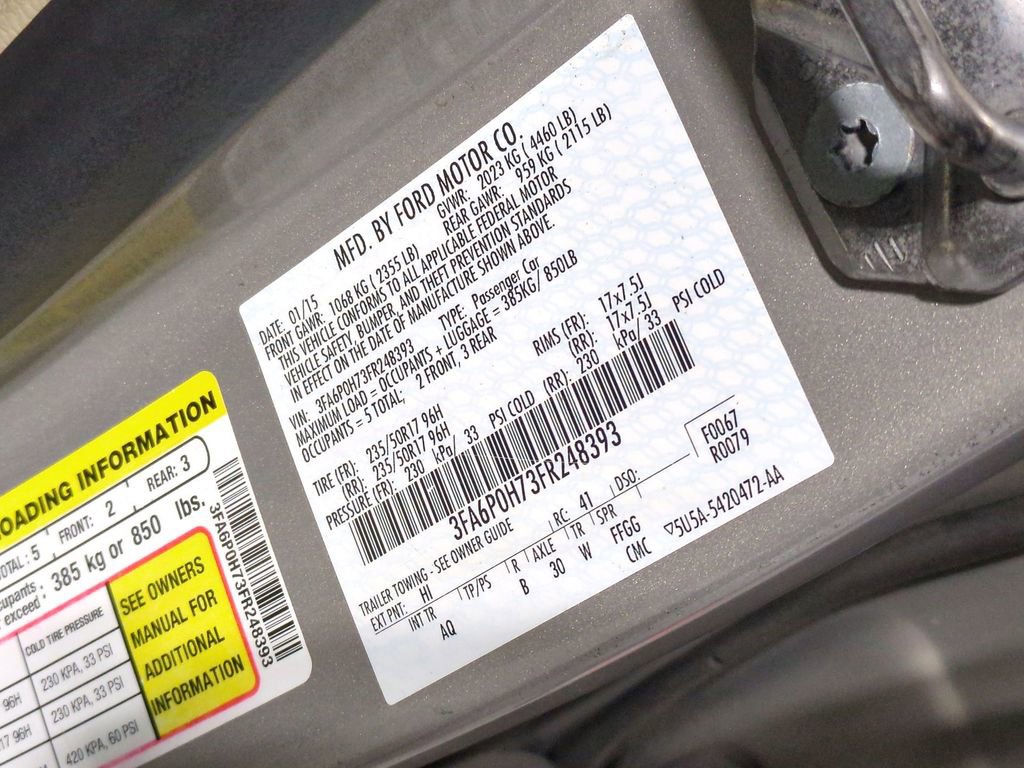 MFD. BY FORD MOTOR CO.
DATE: 01/15 GVWR: 2023 KG ( 4460 LB)
FRONT GAWR: 1068 KG ( 2355 LB) REAR GAWR: 959 KG ( 2115 LB)
THIS VEHICLE CONFORMS TO ALL APPLICABLE FEDERAL MOTOR
VEHICLE SAFETY, BUMPER, AND THEFT PREVENTION STANDARDS
IN EFFECT ON THE DATE OF MANUFACTURE SHOWN ABOVE.
VIN: 3FA6P0H73FR248393 TYPE: Passenger Car
MAXIMUM LOAD = OCCUPANTS + LUGGAGE = 385KG/ 850LB
OCCUPANTS = 5 TOTAL; 2 FRONT, 3 REAR
TIRE (FR): 235/50R17 96H RIMS (FR): 17x7.5J
(RR): 235/50R17 96H (RR): 17x7.5J
PRESSURE (FR): 230 kPa/ 33 PSI COLD (RR): 230 kPa/ 33 PSI COLD
3FA6P0H73FR248393
TRAILER TOWING - SEE OWNER GUIDE
EXT PNT: HI RC: 41 DSO:
INT TR TP/PS R AXLE TR SPR
AQ B 30 W FFGG
CMC
F0067
R0079
▽5U5A-5420472-AA
OADING INFORMATION
OTAL : 5 FRONT: 2 REAR: 3
cupants
exceed : 385 kg or 850 lbs.
COLD TIRE PRESSURE
96H 230 KPA, 33 PSI
17 96H 230 KPA, 33 PSI
420 KPA, 60 PSI
SEE OWNERS
MANUAL FOR
ADDITIONAL
INFORMATION
3FA6P0H73FR248393